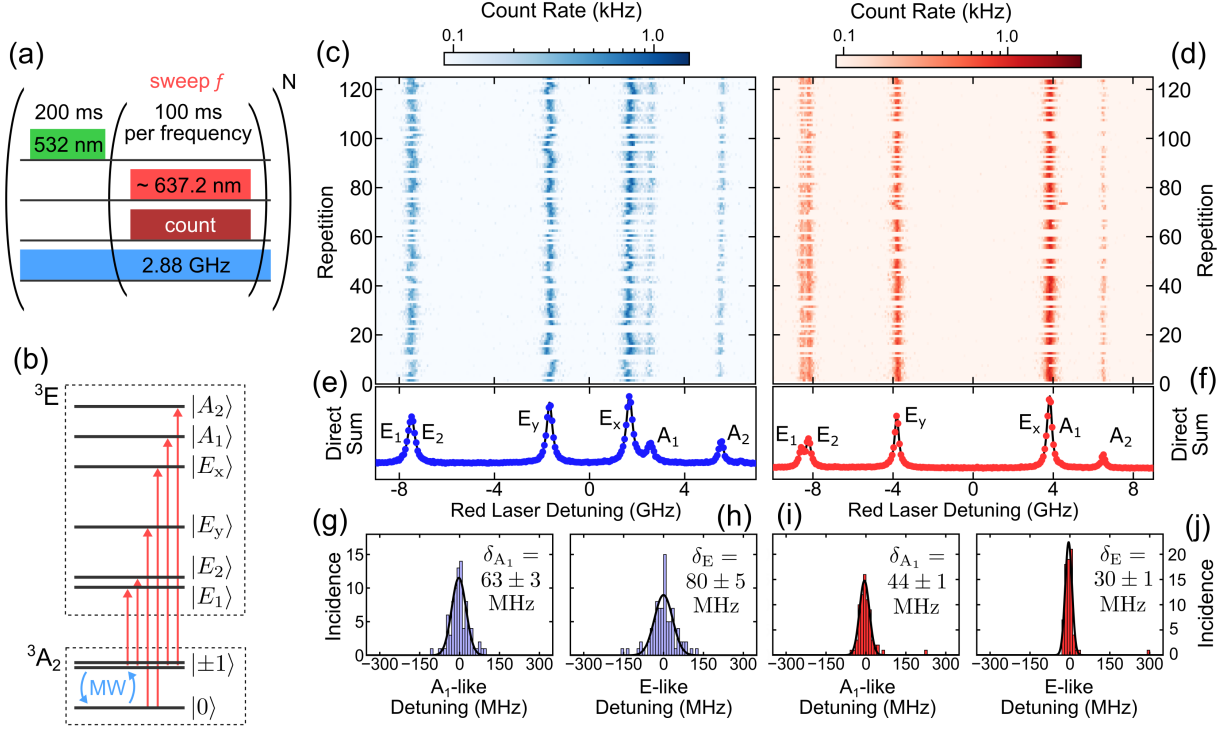 (a)
sweep f
N
200 ms
100 ms
per frequency
532 nm
~ 637.2 nm
count
2.88 GHz
(b)
³E
|A₂⟩
|A₁⟩
|Eₓ⟩
|E_y⟩
|E₂⟩
|E₁⟩
³A₂
|±1⟩
MW
|0⟩
(c)
Count Rate (kHz)
0.1
1.0
Repetition
120
100
80
60
40
20
0
(d)
Count Rate (kHz)
0.1
1.0
Repetition
120
100
80
60
40
20
0
(e)
Direct
Sum
E₁
E₂
E_y
Eₓ
A₁
A₂
-8
-4
0
4
Red Laser Detuning (GHz)
(f)
Direct
Sum
E₁
E₂
E_y
Eₓ
A₁
A₂
-8
-4
0
4
8
Red Laser Detuning (GHz)
(g)
Incidence
15
10
5
0
δ_A₁ =
63 ± 3
MHz
−300
−150
0
150
300
A₁-like
Detuning (MHz)
(h)
δ_E =
80 ± 5
MHz
−300
−150
0
150
300
E-like
Detuning (MHz)
(i)
δ_A₁ =
44 ± 1
MHz
−300
−150
0
150
300
A₁-like
Detuning (MHz)
(j)
δ_E =
30 ± 1
MHz
20
15
10
5
0
Incidence
−300
−150
0
150
300
E-like
Detuning (MHz)